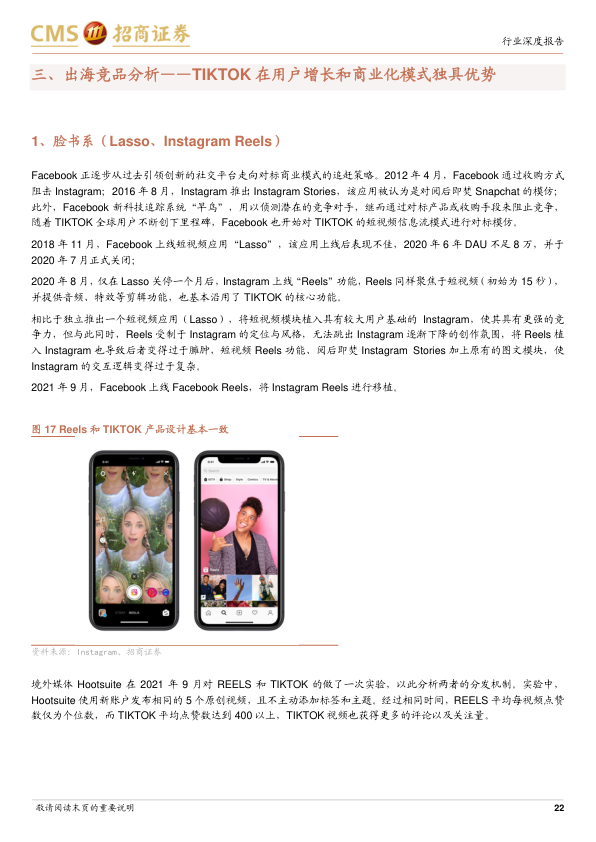 CMS 招商证券
行业深度报告
三、出海竞品分析——TIKTOK 在用户增长和商业化模式独具优势
1、脸书系（Lasso、Instagram Reels）
Facebook 正逐步从过去引领创新的社交平台走向对标商业模式的追赶策略。2012 年 4 月，Facebook 通过收购方式
阻击 Instagram；2016 年 8 月，Instagram 推出 Instagram Stories，该应用被认为是对阅后即焚 Snapchat 的模仿；
此外，Facebook 新科技追踪系统“早鸟”，用以侦测潜在的竞争对手，继而通过对标产品或收购手段来阻止竞争，
随着 TIKTOK 全球用户不断创下里程碑，Facebook 也开始对 TIKTOK 的短视频信息流模式进行对标模仿。
2018 年 11 月，Facebook 上线短视频应用“Lasso”，该应用上线后表现不佳，2020 年 6 年 DAU 不足 8 万，并于
2020 年 7 月正式关闭；
2020 年 8 月，仅在 Lasso 关停一个月后，Instagram 上线“Reels”功能，Reels 同样聚焦于短视频（初始为 15 秒），
并提供音频、特效等剪辑功能，也基本沿用了 TIKTOK 的核心功能。
相比于独立推出一个短视频应用（Lasso），将短视频模块植入具有较大用户基础的 Instagram，使其具有更强的竞
争力，但与此同时，Reels 受制于 Instagram 的定位与风格，无法跳出 Instagram 逐渐下降的创作氛围，将 Reels 植
入 Instagram 也导致后者变得过于臃肿，短视频 Reels 功能、阅后即焚 Instagram Stories 加上原有的图文模块，使
Instagram 的交互逻辑变得过于复杂。
2021 年 9 月，Facebook 上线 Facebook Reels，将 Instagram Reels 进行移植。
图 17 Reels 和 TIKTOK 产品设计基本一致
Search
Reels
资料来源：Instagram、招商证券
境外媒体 Hootsuite 在 2021 年 9 月对 REELS 和 TIKTOK 的做了一次实验，以此分析两者的分发机制。实验中，
Hootsuite 使用新账户发布相同的 5 个原创视频，且不主动添加标签和主题。经过相同时间，REELS 平均每视频点赞
数仅为个位数，而 TIKTOK 平均点赞数达到 400 以上，TIKTOK 视频也获得更多的评论以及关注量。
敬请阅读末页的重要说明
22